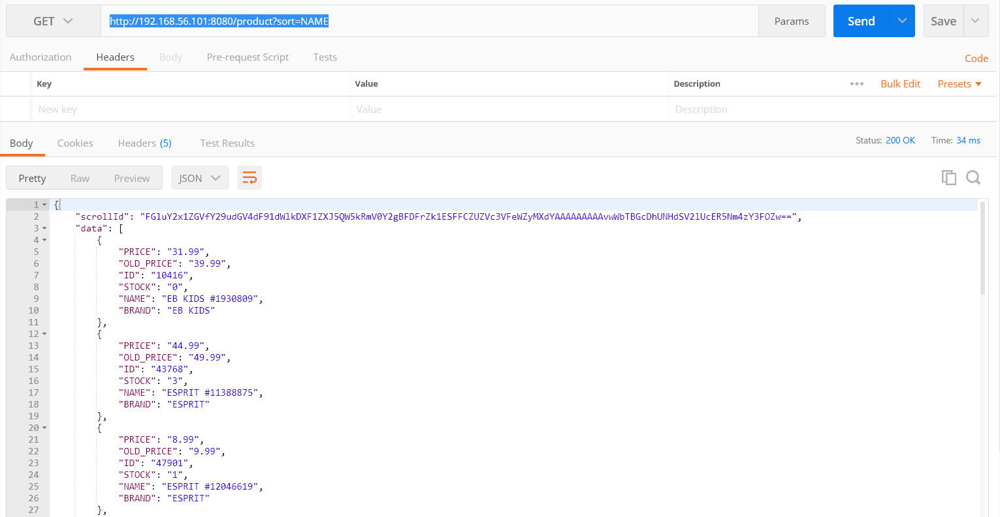 GET http://192.168.56.101:8080/product?sort=NAME Params Send Save
Authorization Headers Body Pre-request Script Tests Code
Key Value Description ••• Bulk Edit Presets
New key Value Description
Body Cookies Headers (5) Test Results Status: 200 OK Time: 34 ms
Pretty Raw Preview JSON
1 {
2 "scrollId": "FGluY2x1ZGVfY29udGV4dF91dWlkDXF1ZXJ5QW5kRmV0Y2gBFDFrZk1ESFFCZUZVc3VFeWZyMXdYAAAAAAAAAvwWbTBGcDhUNHdSV2lUcER5Nm4zY3FOZw==",
3 "data": [
4 {
5 "PRICE": "31.99",
6 "OLD_PRICE": "39.99",
7 "ID": "10416",
8 "STOCK": "0",
9 "NAME": "EB KIDS #1930809",
10 "BRAND": "EB KIDS"
11 },
12 {
13 "PRICE": "44.99",
14 "OLD_PRICE": "49.99",
15 "ID": "43768",
16 "STOCK": "3",
17 "NAME": "ESPRIT #11388875",
18 "BRAND": "ESPRIT"
19 },
20 {
21 "PRICE": "8.99",
22 "OLD_PRICE": "9.99",
23 "ID": "47901",
24 "STOCK": "1",
25 "NAME": "ESPRIT #12046619",
26 "BRAND": "ESPRIT"
27 },